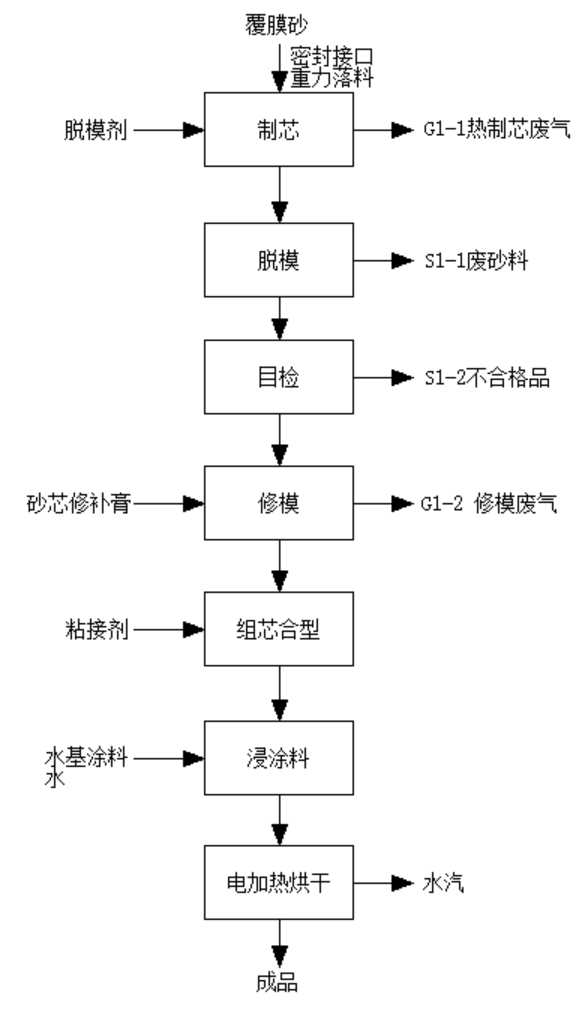 覆膜砂
密封接口
重力落料
脱模剂
制芯
G1-1热制芯废气
脱模
S1-1废砂料
目检
S1-2不合格品
砂芯修补膏
修模
G1-2 修模废气
粘接剂
组芯合型
水基涂料
水
浸涂料
电加热烘干
水汽
成品